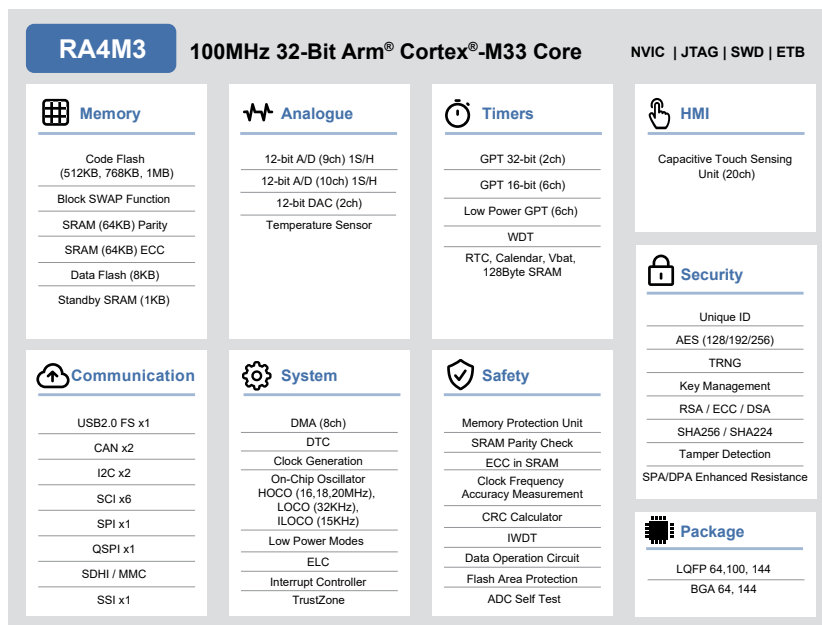 RA4M3
100MHz 32-Bit Arm® Cortex®-M33 Core
NVIC | JTAG | SWD | ETB
Memory
Code Flash
(512KB, 768KB, 1MB)
Block SWAP Function
SRAM (64KB) Parity
SRAM (64KB) ECC
Data Flash (8KB)
Standby SRAM (1KB)
Analogue
12-bit A/D (9ch) 1S/H
12-bit A/D (10ch) 1S/H
12-bit DAC (2ch)
Temperature Sensor
Timers
GPT 32-bit (2ch)
GPT 16-bit (6ch)
Low Power GPT (6ch)
WDT
RTC, Calendar, Vbat,
128Byte SRAM
HMI
Capacitive Touch Sensing
Unit (20ch)
Security
Unique ID
AES (128/192/256)
TRNG
Key Management
RSA / ECC / DSA
SHA256 / SHA224
Tamper Detection
SPA/DPA Enhanced Resistance
Communication
USB2.0 FS x1
CAN x2
I2C x2
SCI x6
SPI x1
QSPI x1
SDHI / MMC
SSI x1
System
DMA (8ch)
DTC
Clock Generation
On-Chip Oscillator
HOCO (16,18,20MHz),
LOCO (32KHz),
ILOCO (15KHz)
Low Power Modes
ELC
Interrupt Controller
TrustZone
Safety
Memory Protection Unit
SRAM Parity Check
ECC in SRAM
Clock Frequency
Accuracy Measurement
CRC Calculator
IWDT
Data Operation Circuit
Flash Area Protection
ADC Self Test
Package
LQFP 64,100, 144
BGA 64, 144